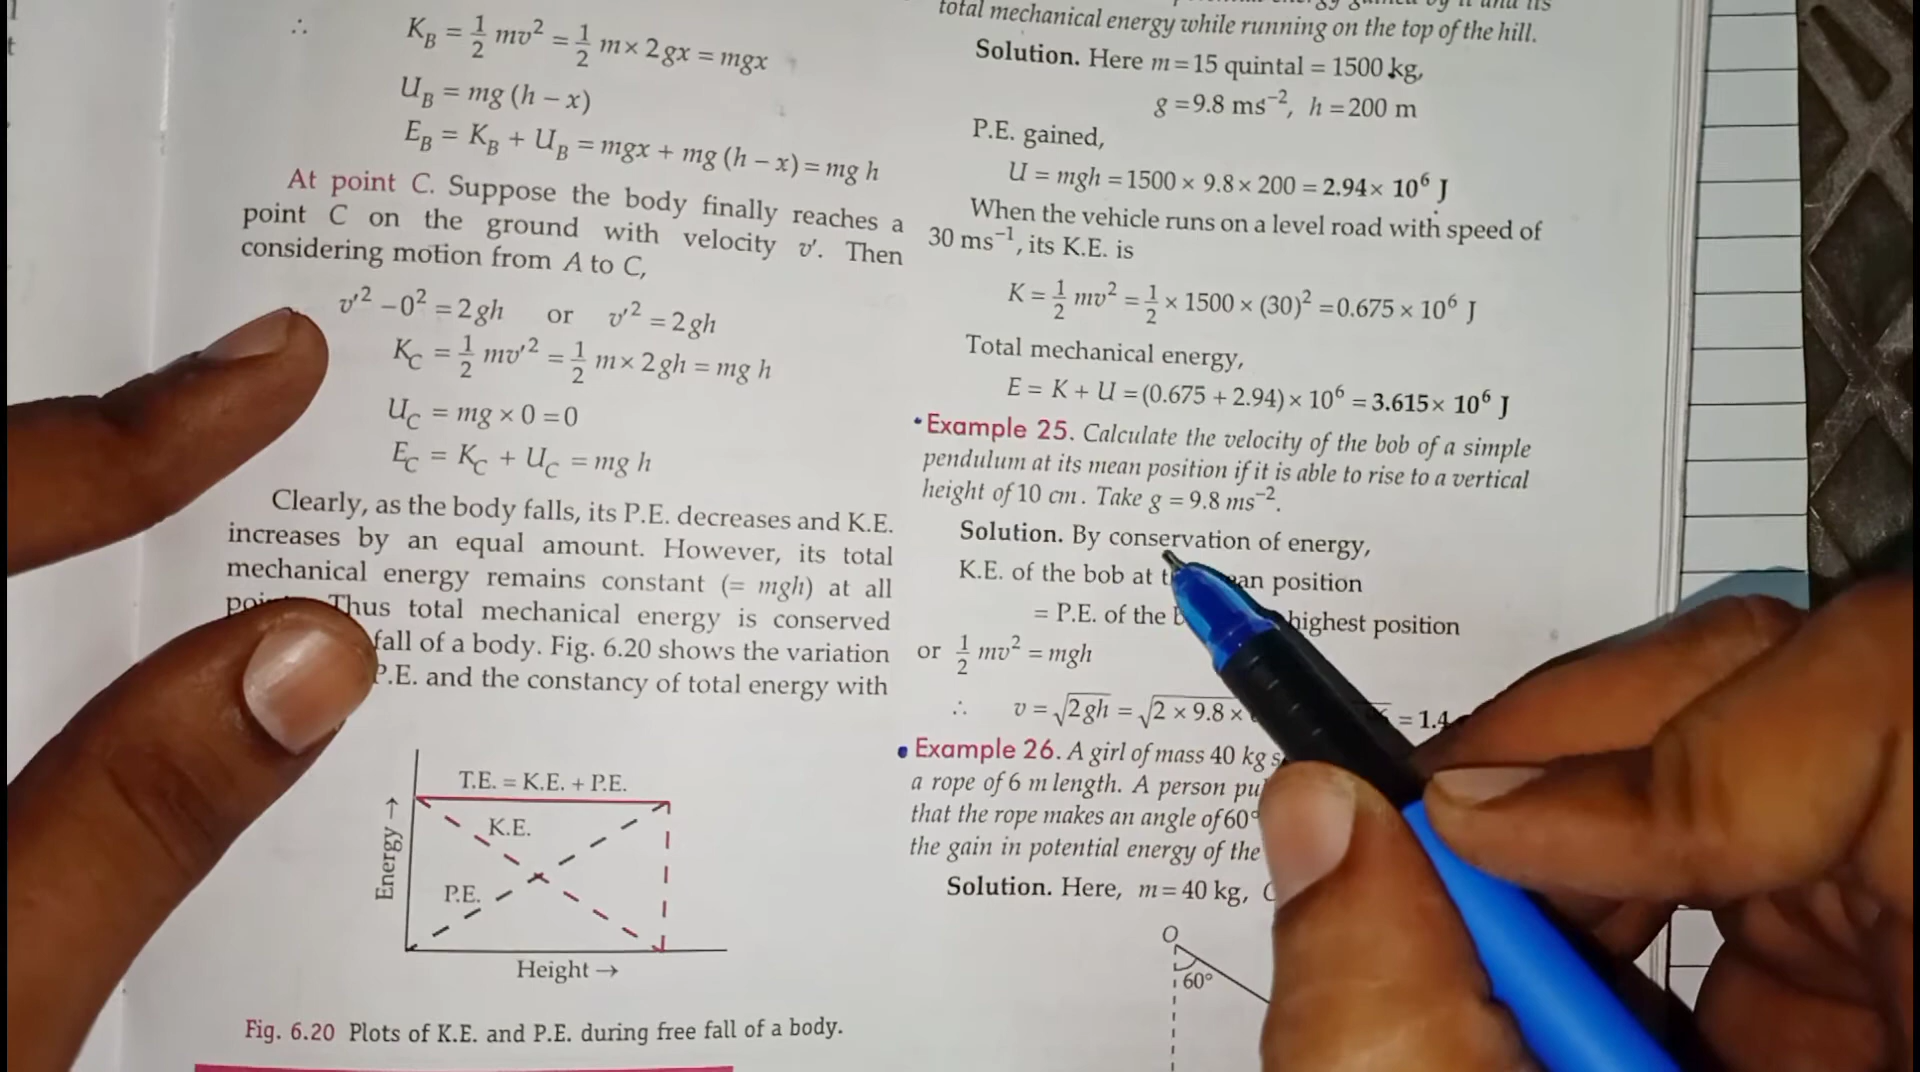 ∴ K_B = 1/2 mv² = 1/2 m × 2gx = mgx
U_B = mg (h – x)
E_B = K_B + U_B = mgx + mg (h – x) = mg h
At point C. Suppose the body finally reaches a
point C on the ground with velocity v'. Then
considering motion from A to C,
v'² – 0² = 2gh or v'² = 2gh
K_C = 1/2 mv'² = 1/2 m × 2gh = mg h
U_C = mg × 0 = 0
E_C = K_C + U_C = mg h
Clearly, as the body falls, its P.E. decreases and K.E.
increases by an equal amount. However, its total
mechanical energy remains constant (= mgh) at all
Thus total mechanical energy is conserved
fall of a body. Fig. 6.20 shows the variation
P.E. and the constancy of total energy with
T.E. = K.E. + P.E.
K.E.
P.E.
Energy →
Height →
Fig. 6.20 Plots of K.E. and P.E. during free fall of a body.
total mechanical energy while running on the top of the hill.
Solution. Here m = 15 quintal = 1500 kg,
g = 9.8 ms⁻², h = 200 m
P.E. gained,
U = mgh = 1500 × 9.8 × 200 = 2.94 × 10⁶ J
When the vehicle runs on a level road with speed of
30 ms⁻¹, its K.E. is
K = 1/2 mv² = 1/2 × 1500 × (30)² = 0.675 × 10⁶ J
Total mechanical energy,
E = K + U = (0.675 + 2.94) × 10⁶ = 3.615 × 10⁶ J
Example 25. Calculate the velocity of the bob of a simple
pendulum at its mean position if it is able to rise to a vertical
height of 10 cm. Take g = 9.8 ms⁻².
Solution. By conservation of energy,
K.E. of the bob at position
= P.E. of the highest position
or 1/2 mv² = mgh
∴ v = √2gh = √2 × 9.8 × = 1.4
• Example 26. A girl of mass 40 kg
a rope of 6 m length. A person
that the rope makes an angle of 60°
the gain in potential energy of the
Solution. Here, m = 40 kg,
O
60°